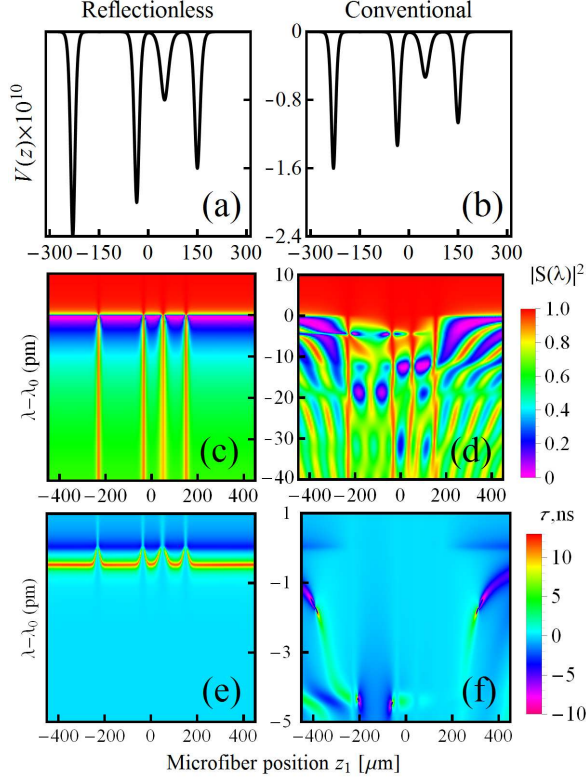 Reflectionless
Conventional
V(z)×10¹⁰
0
-0.8
-1.6
-2.4
(a)
(b)
-300 -150 0 150 300
-300 -150 0 150 300
|S(λ)|²
λ−λ₀ (pm)
10
0
-10
-20
-30
-40
1.0
0.8
0.6
0.4
0.2
0
(c)
(d)
-400 -200 0 200 400
-400 -200 0 200 400
τ,ns
λ−λ₀ (pm)
1
-1
-3
-5
10
5
0
-5
-10
(e)
(f)
-400 -200 0 200 400
-400 -200 0 200 400
Microfiber position z₁ [μm]